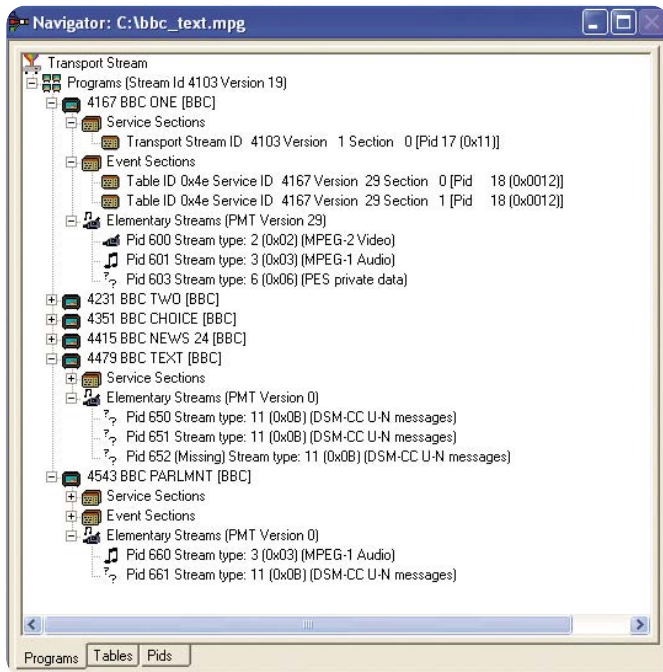 Navigator: C:\bbc_text.mpg
Transport Stream
Programs (Stream Id 4103 Version 19)
4167 BBC ONE [BBC]
Service Sections
Transport Stream ID 4103 Version 1 Section 0 [Pid 17 (0x11)]
Event Sections
Table ID 0x4e Service ID 4167 Version 29 Section 0 [Pid 18 (0x0012)]
Table ID 0x4e Service ID 4167 Version 29 Section 1 [Pid 18 (0x0012)]
Elementary Streams (PMT Version 29)
Pid 600 Stream type: 2 (0x02) (MPEG-2 Video)
Pid 601 Stream type: 3 (0x03) (MPEG-1 Audio)
Pid 603 Stream type: 6 (0x06) (PES private data)
4231 BBC TWO [BBC]
4351 BBC CHOICE [BBC]
4415 BBC NEWS 24 [BBC]
4479 BBC TEXT [BBC]
Service Sections
Elementary Streams (PMT Version 0)
Pid 650 Stream type: 11 (0x0B) (DSM-CC U-N messages)
Pid 651 Stream type: 11 (0x0B) (DSM-CC U-N messages)
Pid 652 (Missing) Stream type: 11 (0x0B) (DSM-CC U-N messages)
4543 BBC PARLMNT [BBC]
Service Sections
Event Sections
Elementary Streams (PMT Version 0)
Pid 660 Stream type: 3 (0x03) (MPEG-1 Audio)
Pid 661 Stream type: 11 (0x0B) (DSM-CC U-N messages)
Programs Tables Pids